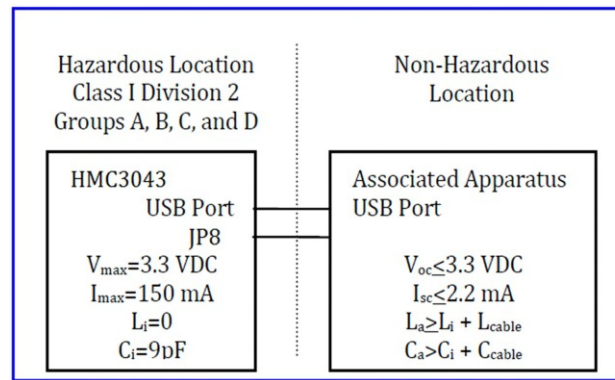 Hazardous Location
Class I Division 2
Groups A, B, C, and D
Non-Hazardous
Location
HMC3043
USB Port
JP8
Vmax=3.3 VDC
Imax=150 mA
Li=0
Ci=9pF
Associated Apparatus
USB Port
Voc≤3.3 VDC
Isc≤2.2 mA
La≥Li + Lcable
Ca>Ci + Ccable